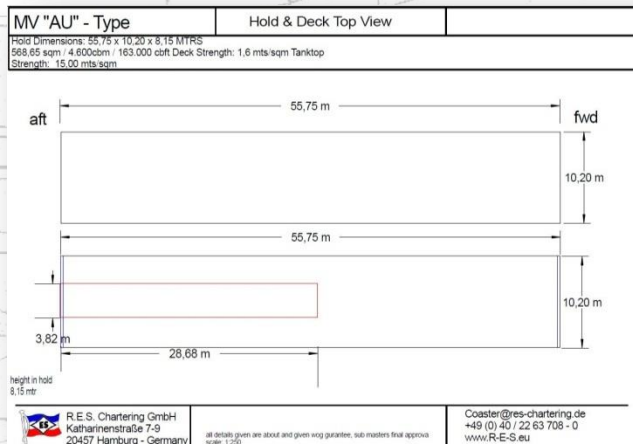 MV "AU" - Type
Hold & Deck Top View
Hold Dimensions: 55,75 x 10,20 x 8,15 MTRS
568,65 sqm / 4.600cbm / 163.000 cbft Deck Strength: 1,6 mts/sqm Tanktop
Strength: 15,00 mts/sqm
55,75 m
aft
fwd
10,20 m
55,75 m
10,20 m
3,82 m
28,68 m
height in hold
8,15 mtr
RES
R.E.S. Chartering GmbH
Katharinenstraße 7-9
20457 Hamburg - Germany
all details given are about and given wog gurantee, sub masters final approva
scale: 1:250
Coaster@res-chartering.de
+49 (0) 40 / 22 63 708 - 0
www.R-E-S.eu